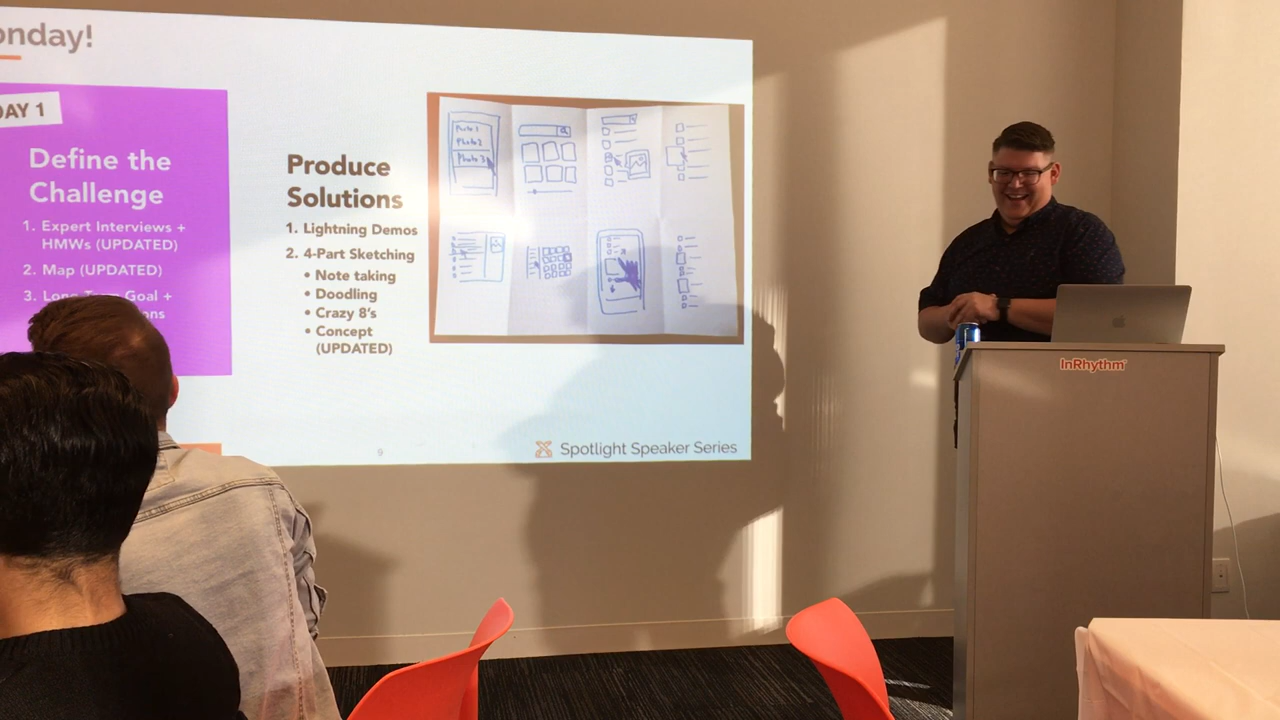 onday!
DAY 1
Define the
Challenge
1. Expert Interviews +
HMWs (UPDATED)
2. Map (UPDATED)
3. Long Term Goal +
Produce
Solutions
1. Lightning Demos
2. 4-Part Sketching
• Note taking
• Doodling
• Crazy 8's
• Concept
(UPDATED)
Photo 1
Photo 2
Photo 3
9
Spotlight Speaker Series
InRhythm